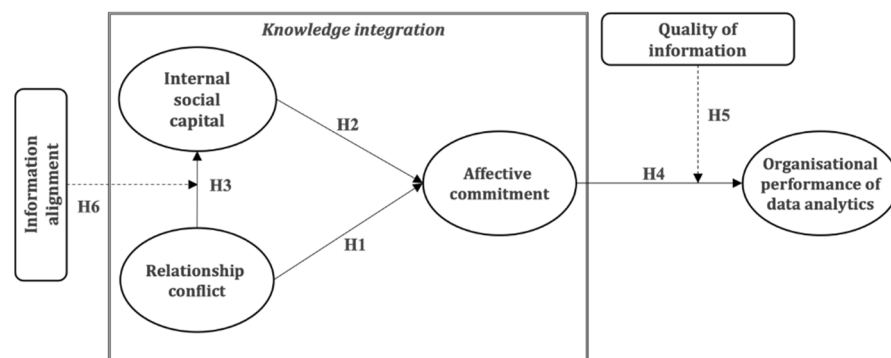 Knowledge integration
Quality of
information
Internal
social
capital
H2
H5
Information
alignment
H6
H3
Affective
commitment
H4
Organisational
performance of
data analytics
H1
Relationship
conflict